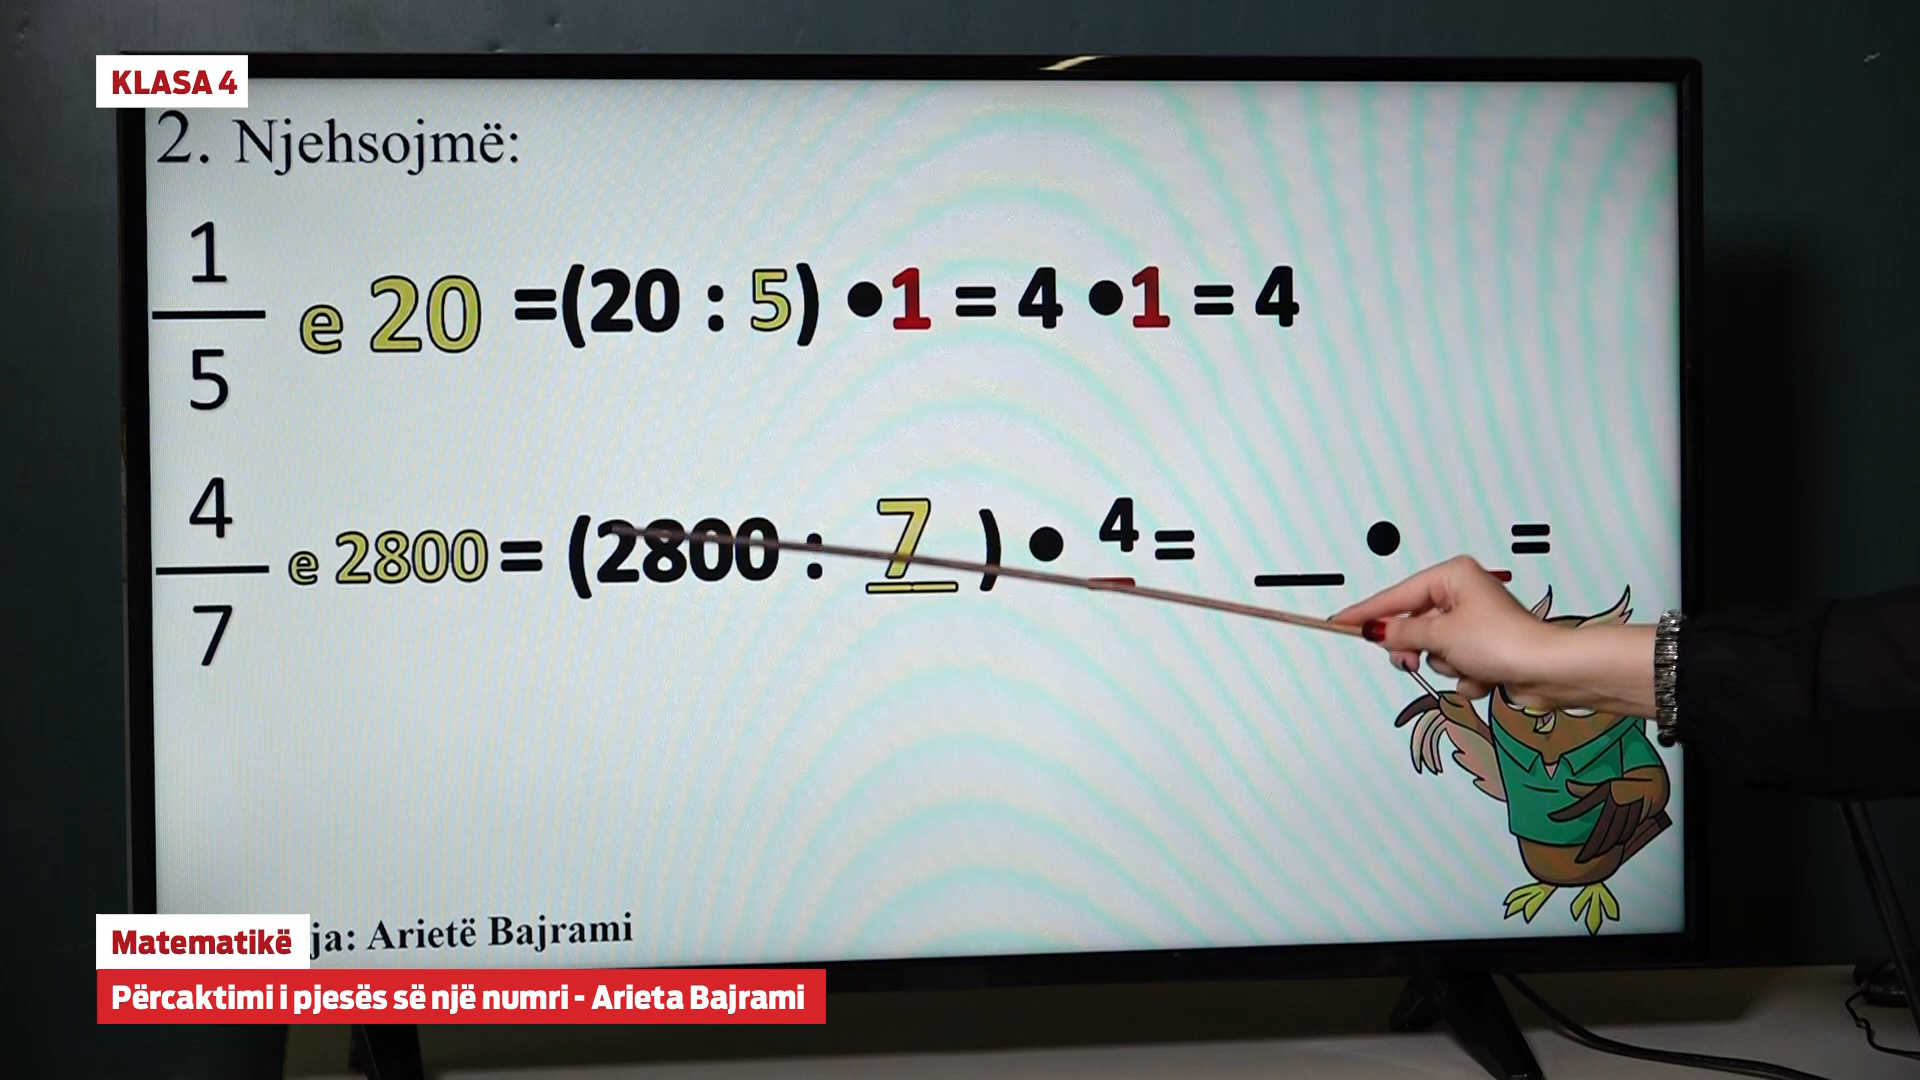 KLASA 4
2. Njehsojmë:
1
5
e 20 =(20 : 5) •1 = 4 •1 = 4
4
7
e 2800 = (2800 : 7 ) • 4 = __ • _ =
ja: Arietë Bajrami
Matematikë
Përcaktimi i pjesës së një numri - Arieta Bajrami